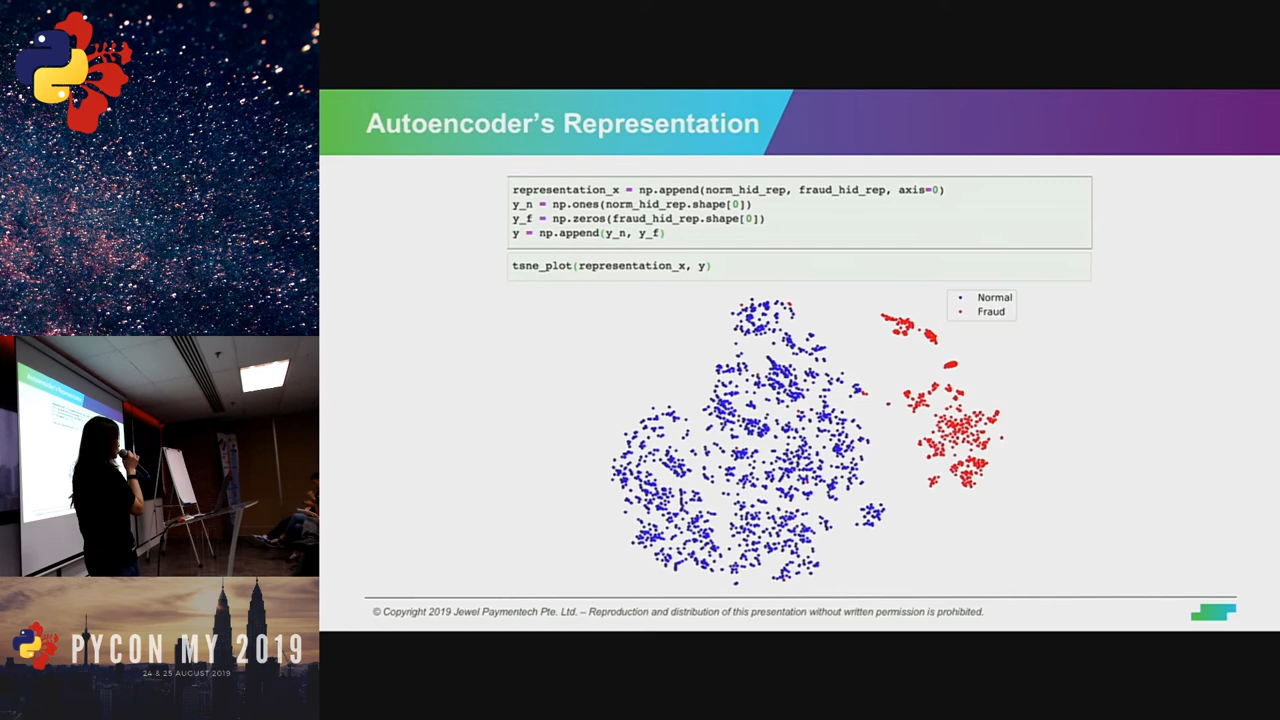 Autoencoder's Representation
representation_x = np.append(norm_hid_rep, fraud_hid_rep, axis=0)
y_n = np.ones(norm_hid_rep.shape[0])
y_f = np.zeros(fraud_hid_rep.shape[0])
y = np.append(y_n, y_f)
tsne_plot(representation_x, y)
Normal
Fraud
© Copyright 2019 Jewel Paymentech Pte. Ltd. – Reproduction and distribution of this presentation without written permission is prohibited.
Autoencoder's Representation
PYCON MY 2019
24 & 25 AUGUST 2019